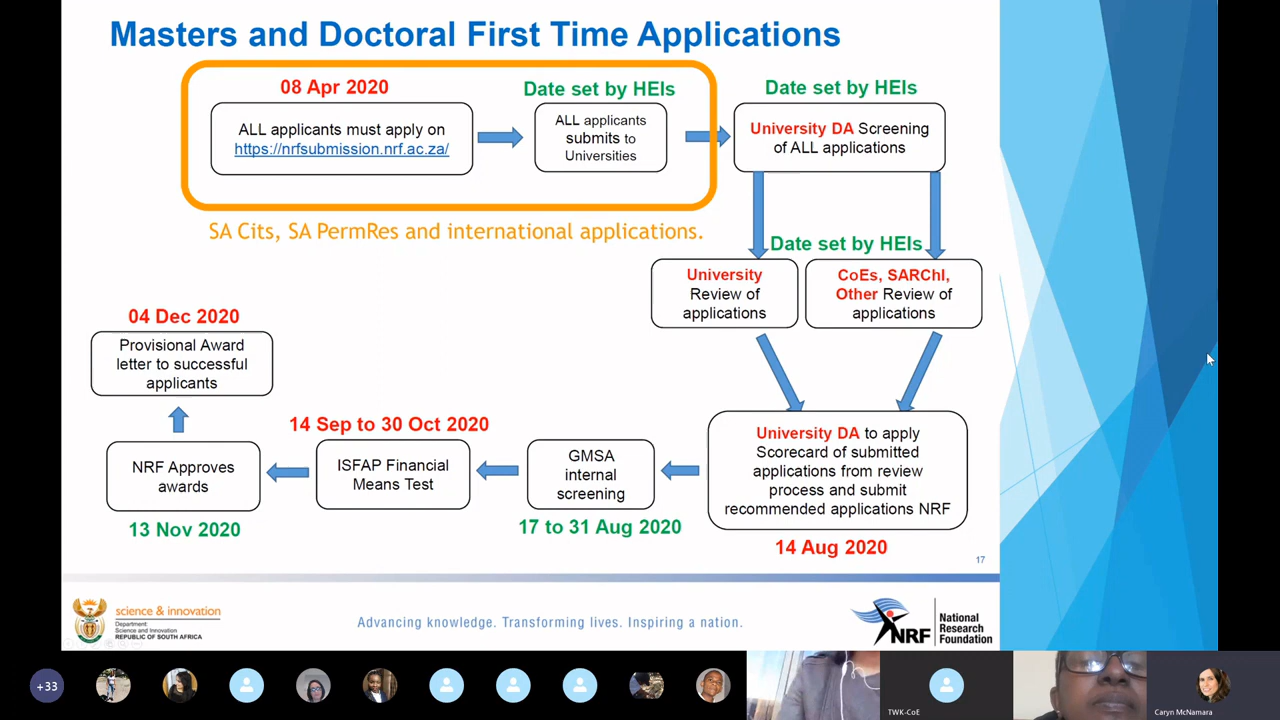 Masters and Doctoral First Time Applications
08 Apr 2020
ALL applicants must apply on
https://nrfsubmission.nrf.ac.za/
Date set by HEIs
ALL applicants
submits to
Universities
Date set by HEIs
University DA Screening
of ALL applications
SA Cits, SA PermRes and international applications.
Date set by HEIs
University
Review of
applications
CoEs, SARChI,
Other Review of
applications
04 Dec 2020
Provisional Award
letter to successful
applicants
NRF Approves
awards
13 Nov 2020
14 Sep to 30 Oct 2020
ISFAP Financial
Means Test
GMSA
internal
screening
17 to 31 Aug 2020
University DA to apply
Scorecard of submitted
applications from review
process and submit
recommended applications NRF
14 Aug 2020
17
science & innovation
Department:
Science and Innovation
REPUBLIC OF SOUTH AFRICA
Advancing knowledge. Transforming lives. Inspiring a nation.
NRF
National
Research
Foundation
+33
TWK-CoE
Caryn McNamara